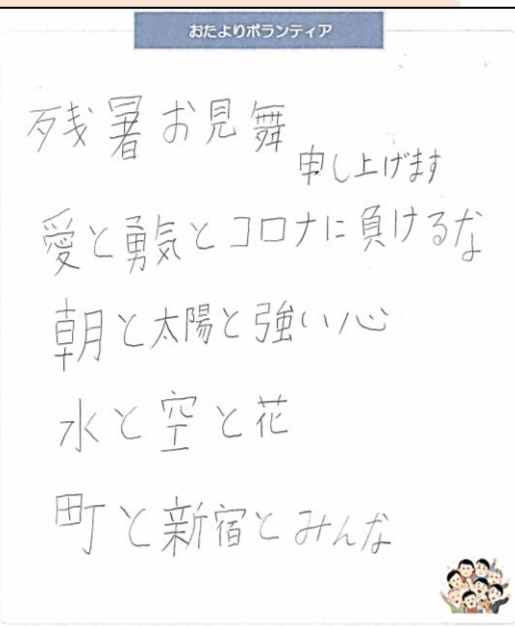 おたよりボランティア
残暑お見舞
申し上げます
愛と勇気とコロナに負けるな
朝と太陽と強い心
水と空と花
町と新宿とみんな